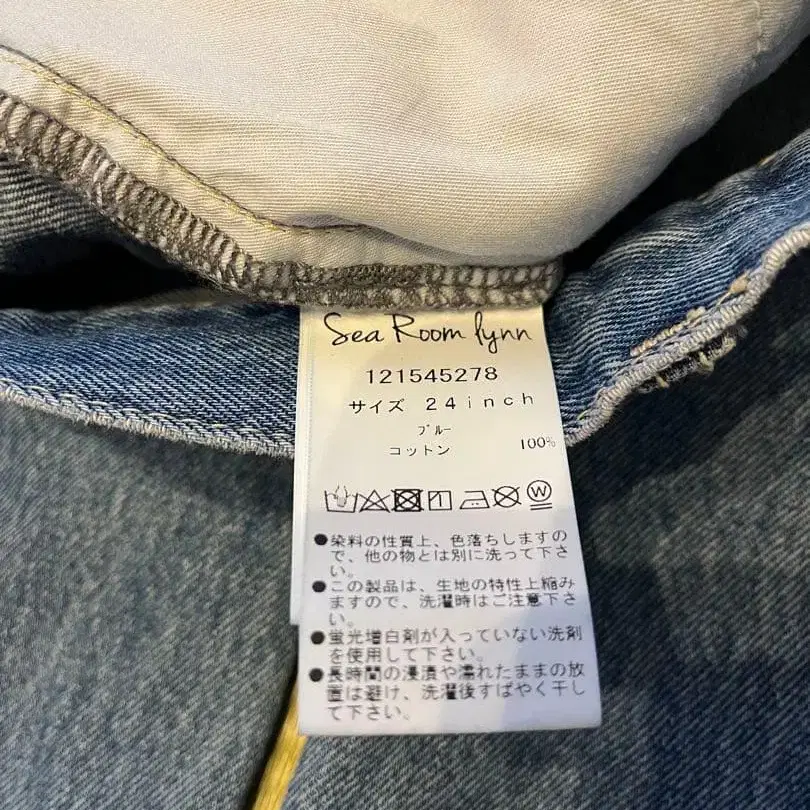 Sea Room lynn
121545278
サイズ 24inch
ブルー
コットン 100%
W
●染料の性質上、色落ちしますの
で、他の物とは別に洗って下さ
い。
●この製品は、生地の特性上縮み
ますので、洗濯時はご注意下さ
い。
●蛍光増白剤が入っていない洗剤
を使用して下さい。
●長時間の浸漬や濡れたままの放
置は避け、洗濯後すばやく干し
て下さい。